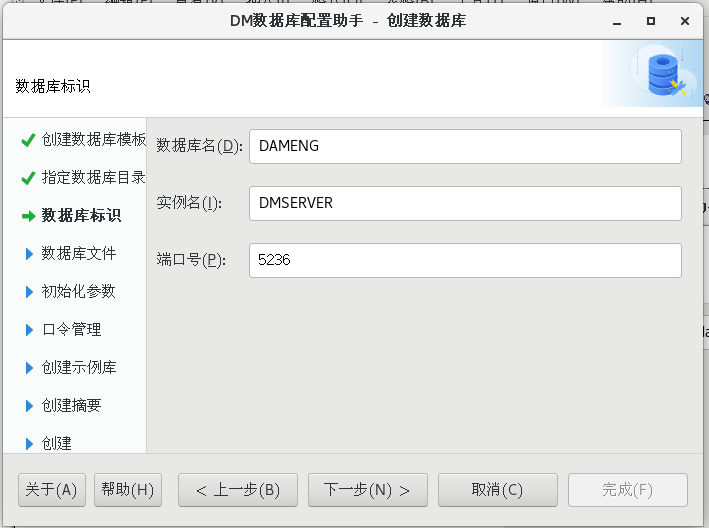 DM数据库配置助手 - 创建数据库
数据库标识
创建数据库模板
指定数据库目录
数据库标识
数据库文件
初始化参数
口令管理
创建示例库
创建摘要
创建
数据库名(D): DAMENG
实例名(I): DMSERVER
端口号(P): 5236
关于(A) 帮助(H) < 上一步(B) 下一步(N) > 取消(C) 完成(F)